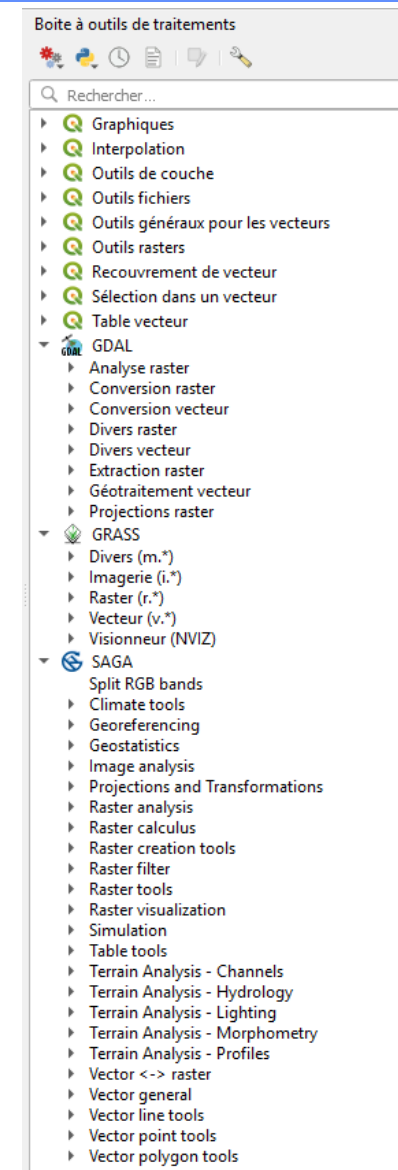 Boite à outils de traitements
Rechercher...
Graphiques
Interpolation
Outils de couche
Outils fichiers
Outils généraux pour les vecteurs
Outils rasters
Recouvrement de vecteur
Sélection dans un vecteur
Table vecteur
GDAL GDAL
Analyse raster
Conversion raster
Conversion vecteur
Divers raster
Divers vecteur
Extraction raster
Géotraitement vecteur
Projections raster
GRASS
Divers (m.*)
Imagerie (i.*)
Raster (r.*)
Vecteur (v.*)
Visionneur (NVIZ)
SAGA
Split RGB bands
Climate tools
Georeferencing
Geostatistics
Image analysis
Projections and Transformations
Raster analysis
Raster calculus
Raster creation tools
Raster filter
Raster tools
Raster visualization
Simulation
Table tools
Terrain Analysis - Channels
Terrain Analysis - Hydrology
Terrain Analysis - Lighting
Terrain Analysis - Morphometry
Terrain Analysis - Profiles
Vector <-> raster
Vector general
Vector line tools
Vector point tools
Vector polygon tools